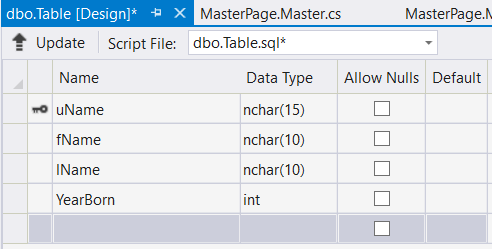 dbo.Table [Design]* MasterPage.Master.cs MasterPage.M
Update Script File: dbo.Table.sql*
Name Data Type Allow Nulls Default
uName nchar(15)
fName nchar(10)
lName nchar(10)
YearBorn int